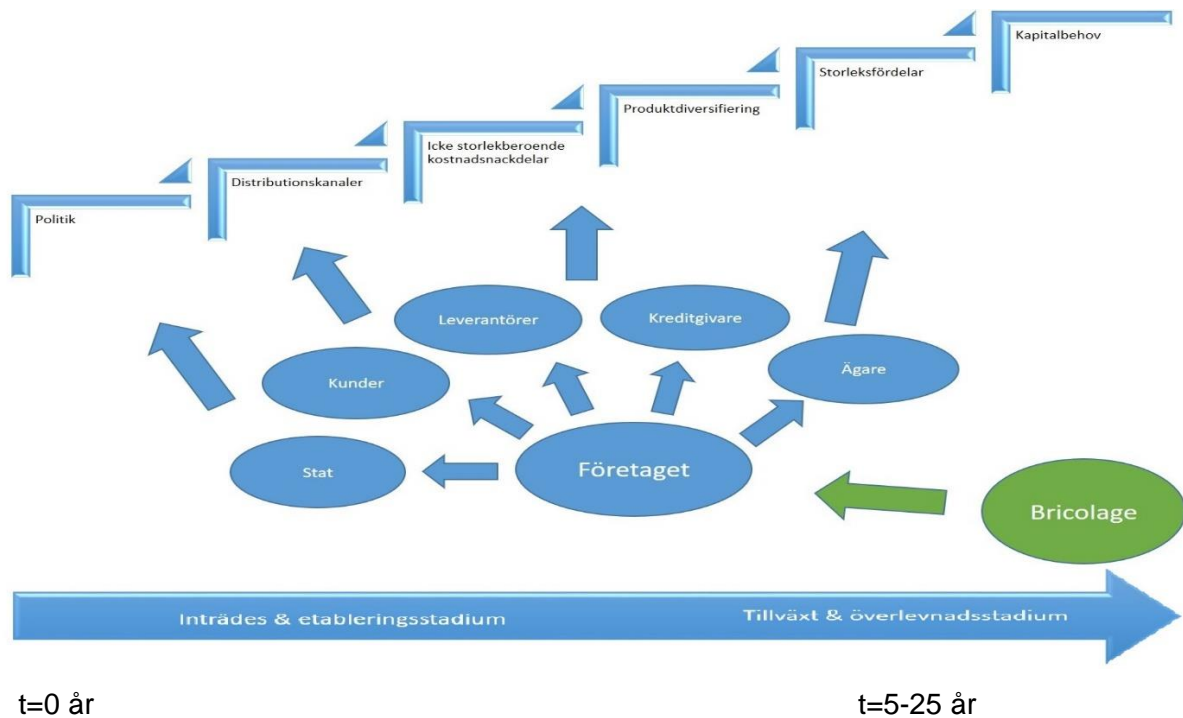 Kapitalbehov
Storleksfördelar
Produktdiversifiering
Icke storlekberoende
kostnadsnackdelar
Distributionskanaler
Politik
Leverantörer
Kreditgivare
Kunder
Ägare
Stat
Företaget
Bricolage
Inträdes & etableringsstadium
Tillväxt & överlevnadsstadium
t=0 år
t=5-25 år